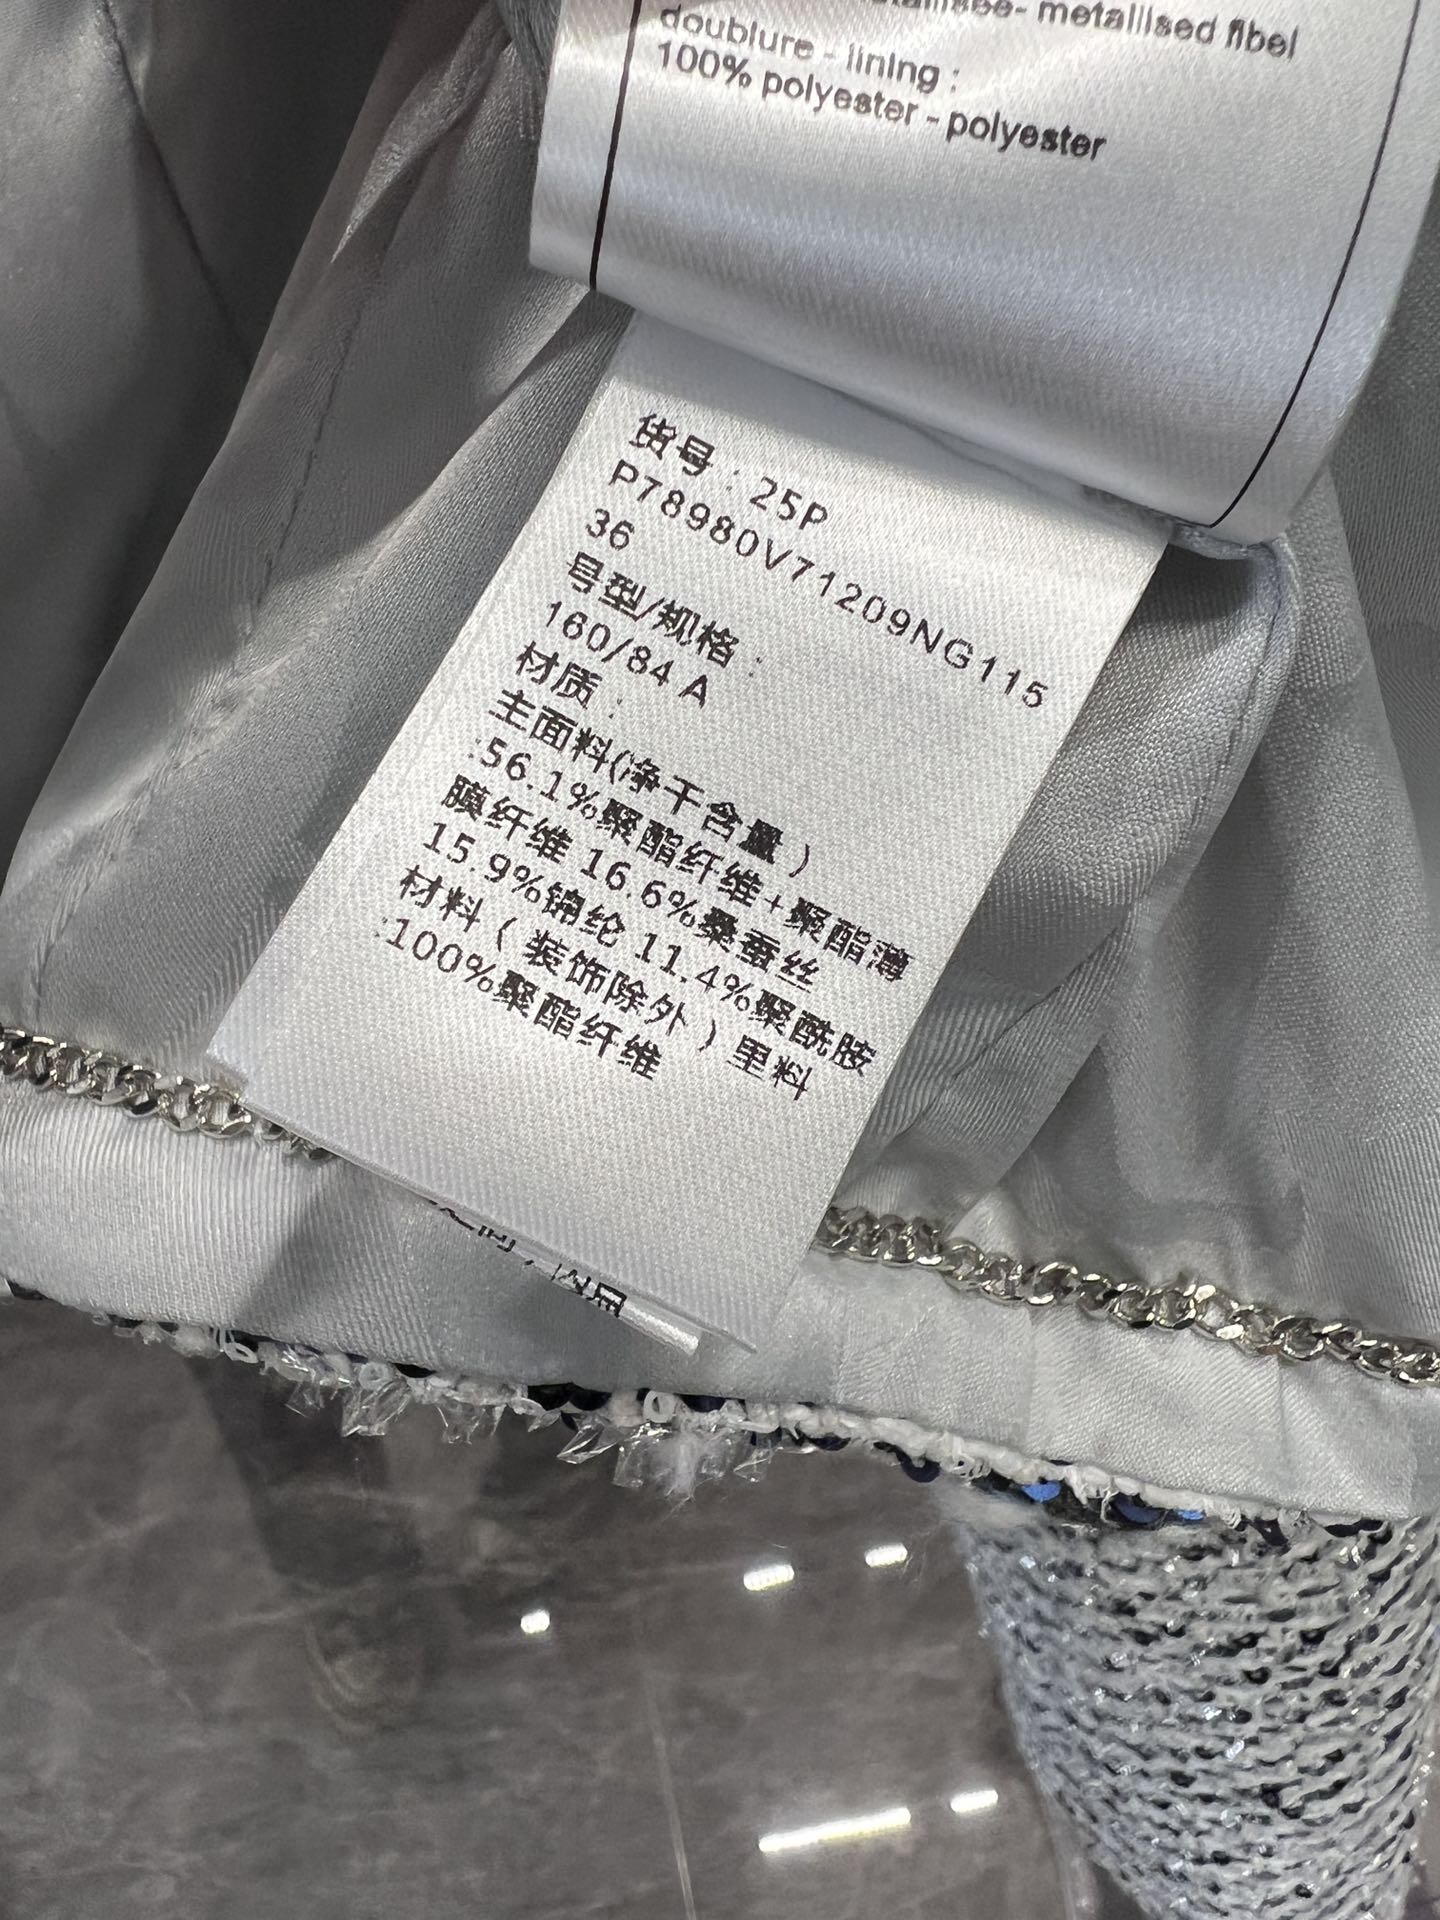 metallised fibel
doublure - lining :
100% polyester - polyester
货号：25P
P78980V71209NG115
36
号型/规格：
160/84 A
材质：
主面料(净干含量)
:56.1%聚酯纤维+聚酯薄
膜纤维 16.6%桑蚕丝
15.9%锦纶 11.4%聚酰胺
材料（装饰除外）里料
:100%聚酯纤维